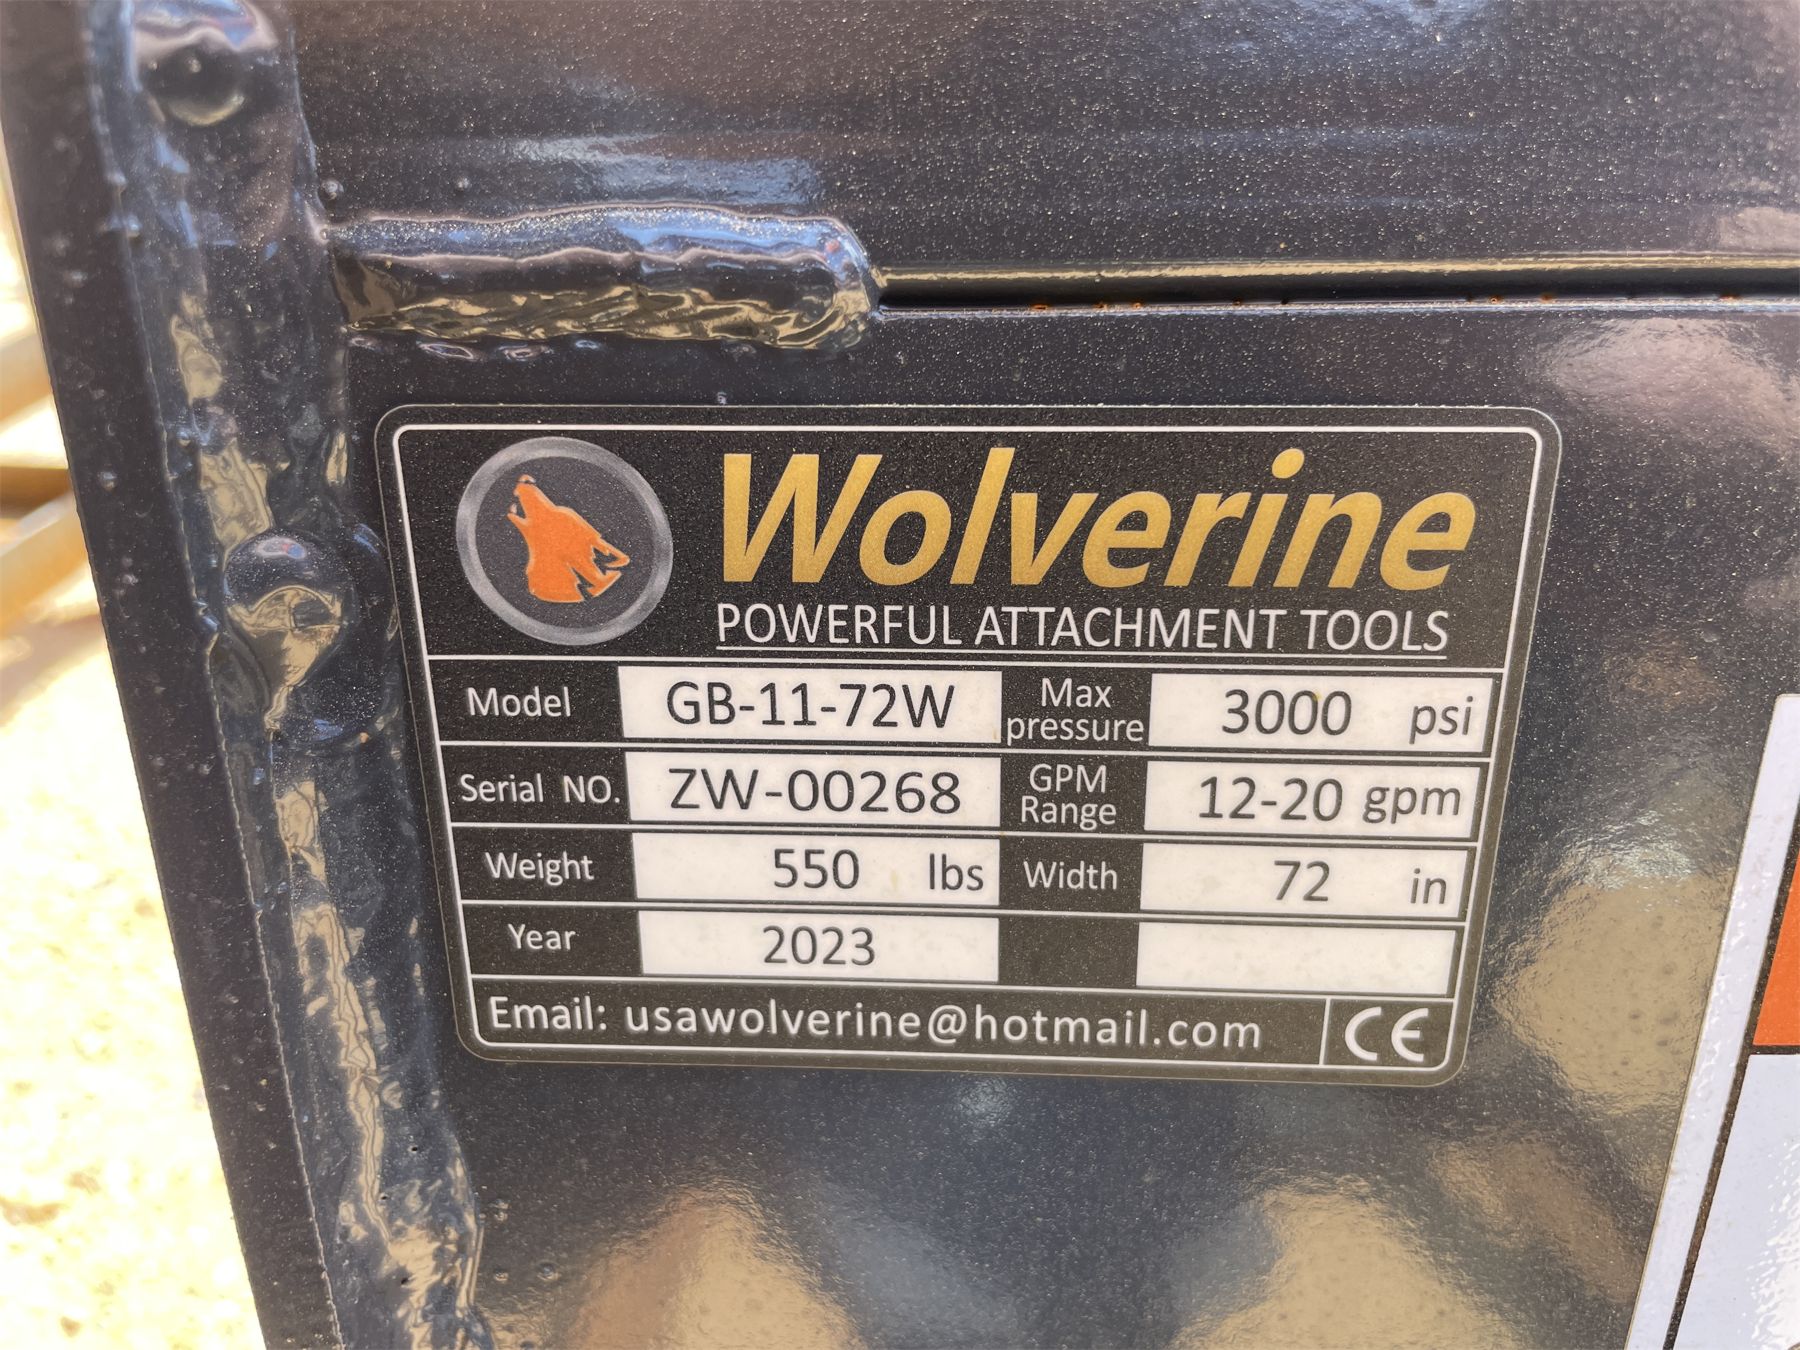 Wolverine
POWERFUL ATTACHMENT TOOLS
Model GB-11-72W Max pressure 3000 psi
Serial NO. ZW-00268 GPM Range 12-20 gpm
Weight 550 lbs Width 72 in
Year 2023
Email: usawolverine@hotmail.com CE